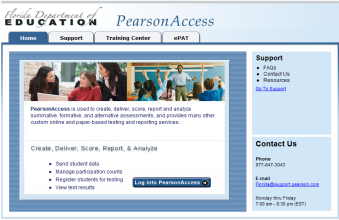 Florida Department of
EDUCATION
PearsonAccess
Home Support Training Center ePAT
PearsonAccess is used to create, deliver, score, report and analyze
summative, formative, and alternative assessments, and provides many other
custom online and paper-based testing and reporting services.
Create, Deliver, Score, Report, & Analyze
• Send student data
• Manage participation counts
• Register students for testing
• View test results
Log into PearsonAccess
Support
• FAQs
• Contact Us
• Resources
Go To Support
Contact Us
Phone
877-847-3043
E-mail
Florida@support.pearson.com
Monday thru Friday
7:00 am - 8:30 pm (EST)